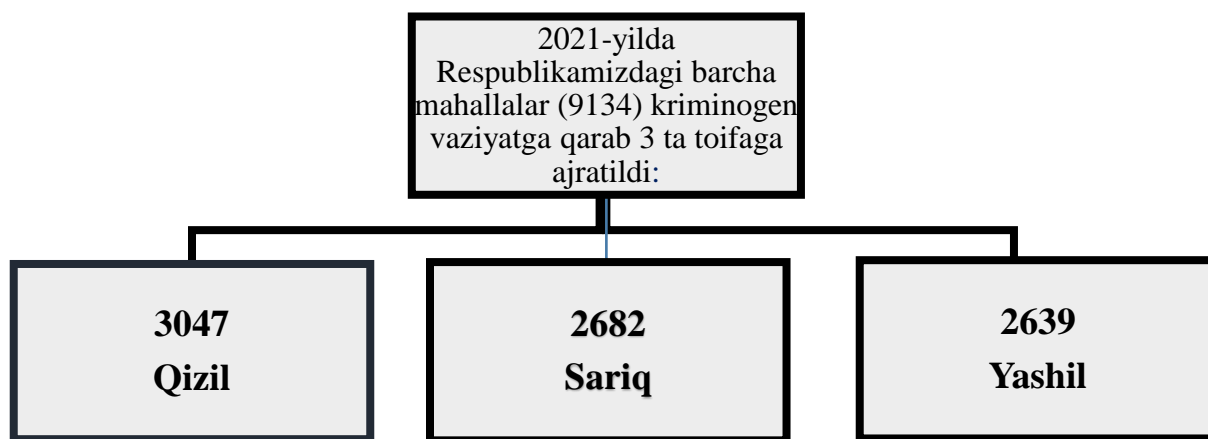 2021-yilda
Respublikamizdagi barcha
mahallalar (9134) kriminogen
vaziyatga qarab 3 ta toifaga
ajratildi:
3047
Qizil
2682
Sariq
2639
Yashil